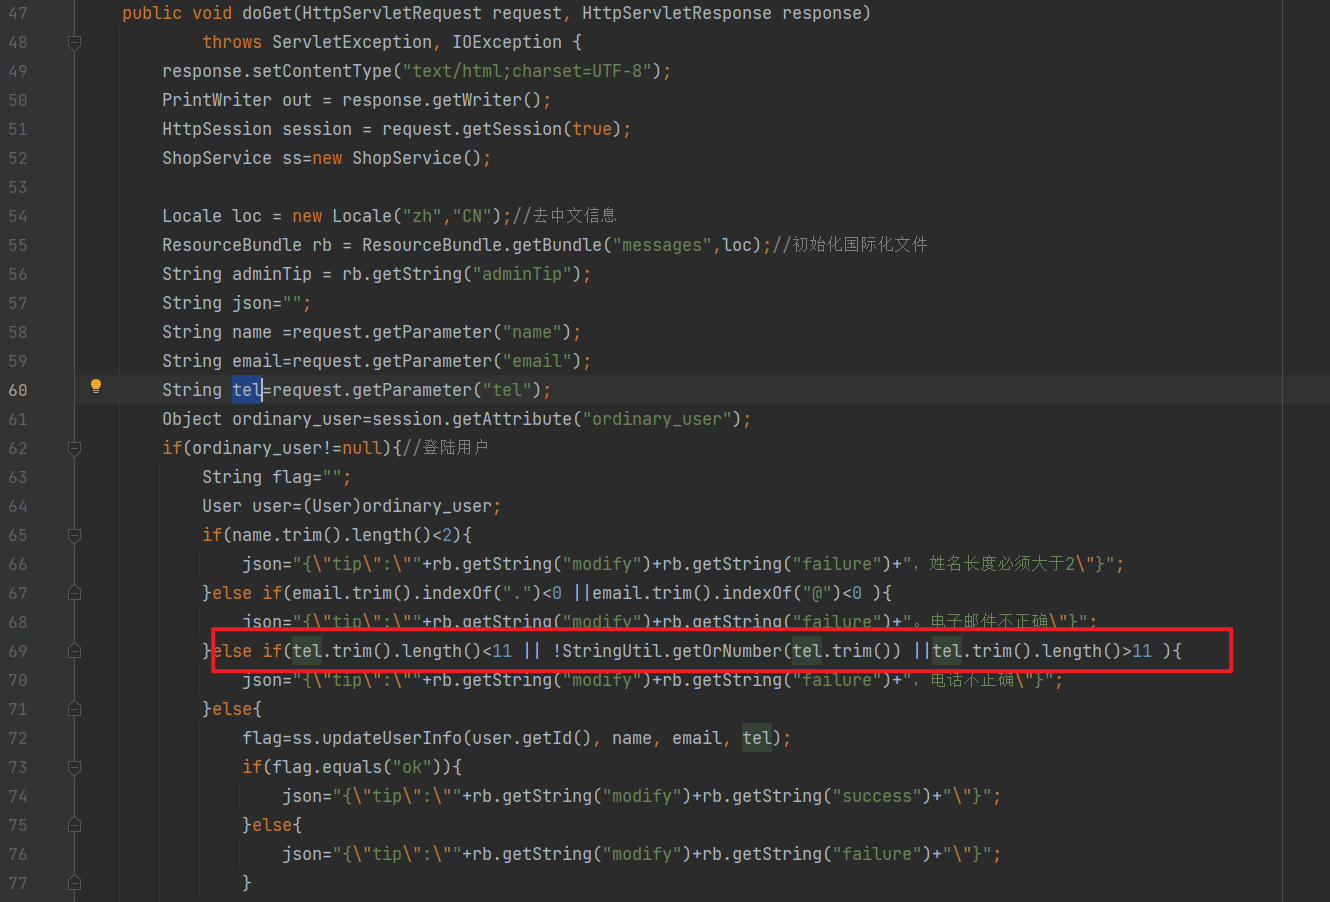 47 public void doGet(HttpServletRequest request, HttpServletResponse response)
48 throws ServletException, IOException {
49 response.setContentType("text/html;charset=UTF-8");
50 PrintWriter out = response.getWriter();
51 HttpSession session = request.getSession(true);
52 ShopService ss=new ShopService();
53
54 Locale loc = new Locale("zh","CN");//去中文信息
55 ResourceBundle rb = ResourceBundle.getBundle("messages",loc);//初始化国际化文件
56 String adminTip = rb.getString("adminTip");
57 String json="";
58 String name =request.getParameter("name");
59 String email=request.getParameter("email");
60 String tel=request.getParameter("tel");
61 Object ordinary_user=session.getAttribute("ordinary_user");
62 if(ordinary_user!=null){//登陆用户
63 String flag="";
64 User user=(User)ordinary_user;
65 if(name.trim().length()<2){
66 json="{\"tip\":\""+rb.getString("modify")+rb.getString("failure")+"，姓名长度必须大于2\"}";
67 }else if(email.trim().indexOf(".")<0 ||email.trim().indexOf("@")<0 ){
68 json="{\"tip\":\""+rb.getString("modify")+rb.getString("failure")+"。电子邮件不正确\"}";
69 }else if(tel.trim().length()<11 || !StringUtil.getOrNumber(tel.trim()) ||tel.trim().length()>11 ){
70 json="{\"tip\":\""+rb.getString("modify")+rb.getString("failure")+"，电话不正确\"}";
71 }else{
72 flag=ss.updateUserInfo(user.getId(), name, email, tel);
73 if(flag.equals("ok")){
74 json="{\"tip\":\""+rb.getString("modify")+rb.getString("success")+"\"}";
75 }else{
76 json="{\"tip\":\""+rb.getString("modify")+rb.getString("failure")+"\"}";
77 }